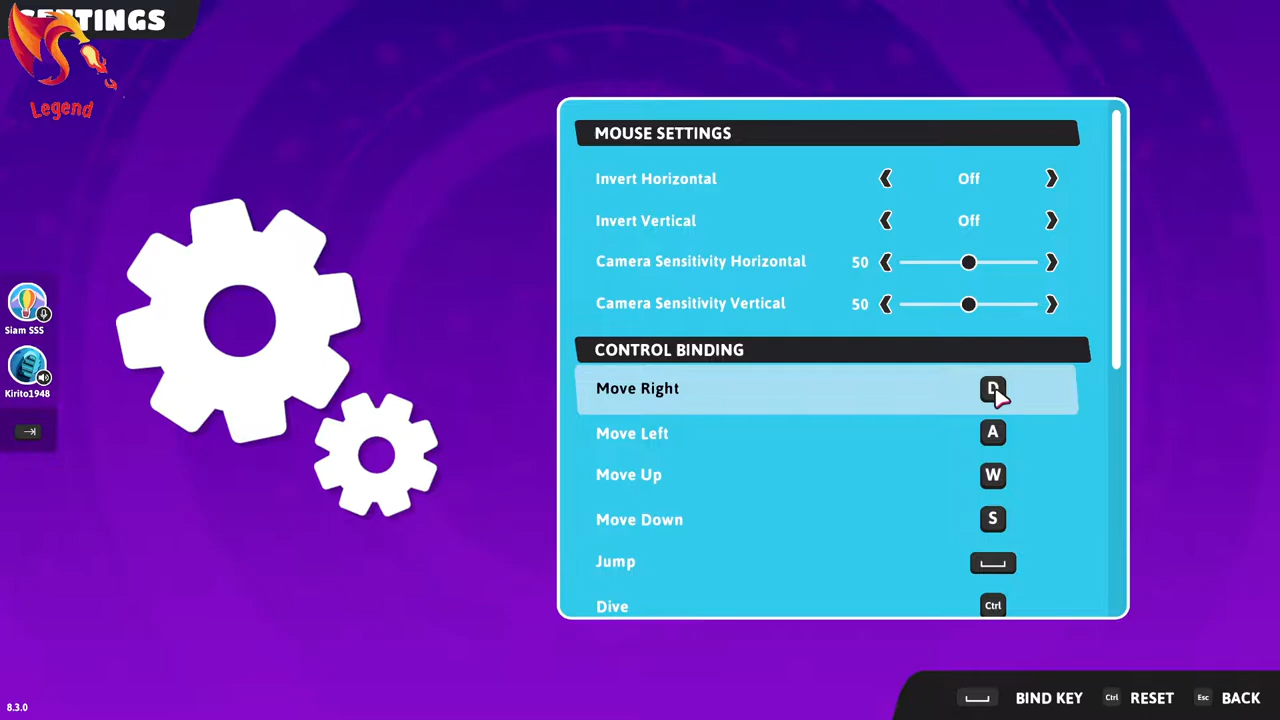 SETTINGS
Legend
MOUSE SETTINGS
Invert Horizontal Off
Invert Vertical Off
Camera Sensitivity Horizontal 50
Camera Sensitivity Vertical 50
CONTROL BINDING
Move Right D
Move Left A
Move Up W
Move Down S
Jump
Dive Ctrl
Siam SSS
Kirito1948
8.3.0
BIND KEY Ctrl RESET Esc BACK